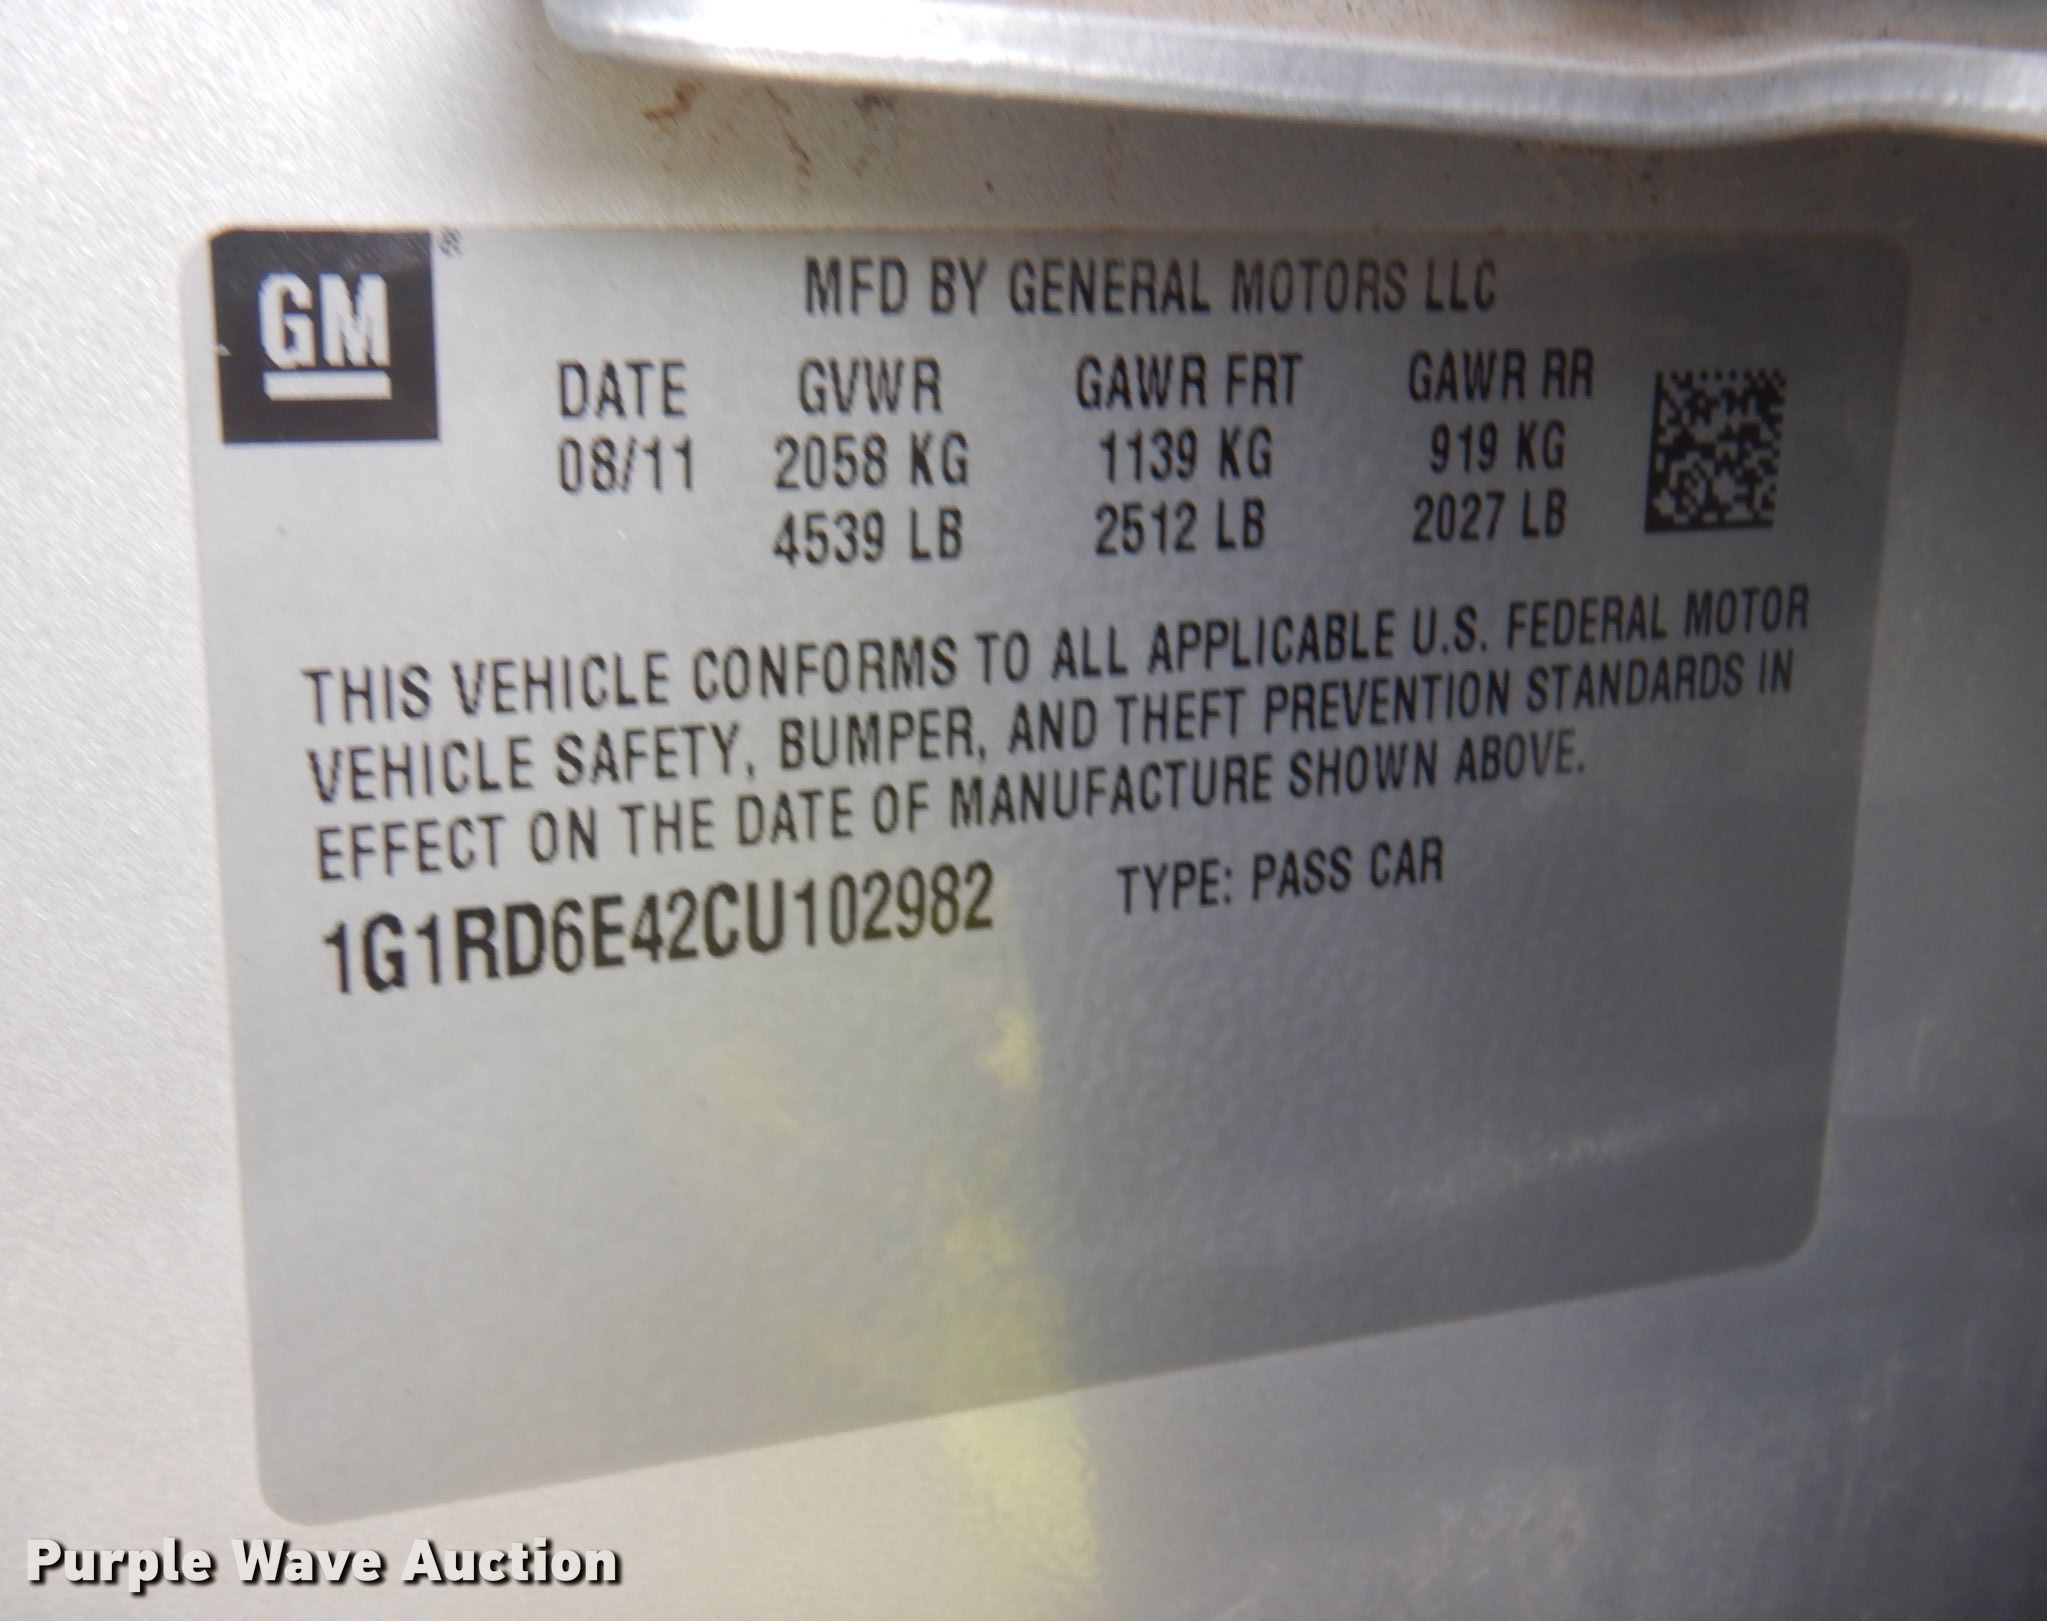 GM®
MFD BY GENERAL MOTORS LLC
DATE GVWR GAWR FRT GAWR RR
08/11 2058 KG 1139 KG 919 KG
4539 LB 2512 LB 2027 LB
THIS VEHICLE CONFORMS TO ALL APPLICABLE U.S. FEDERAL MOTOR
VEHICLE SAFETY, BUMPER, AND THEFT PREVENTION STANDARDS IN
EFFECT ON THE DATE OF MANUFACTURE SHOWN ABOVE.
1G1RD6E42CU102982 TYPE: PASS CAR
Purple Wave Auction